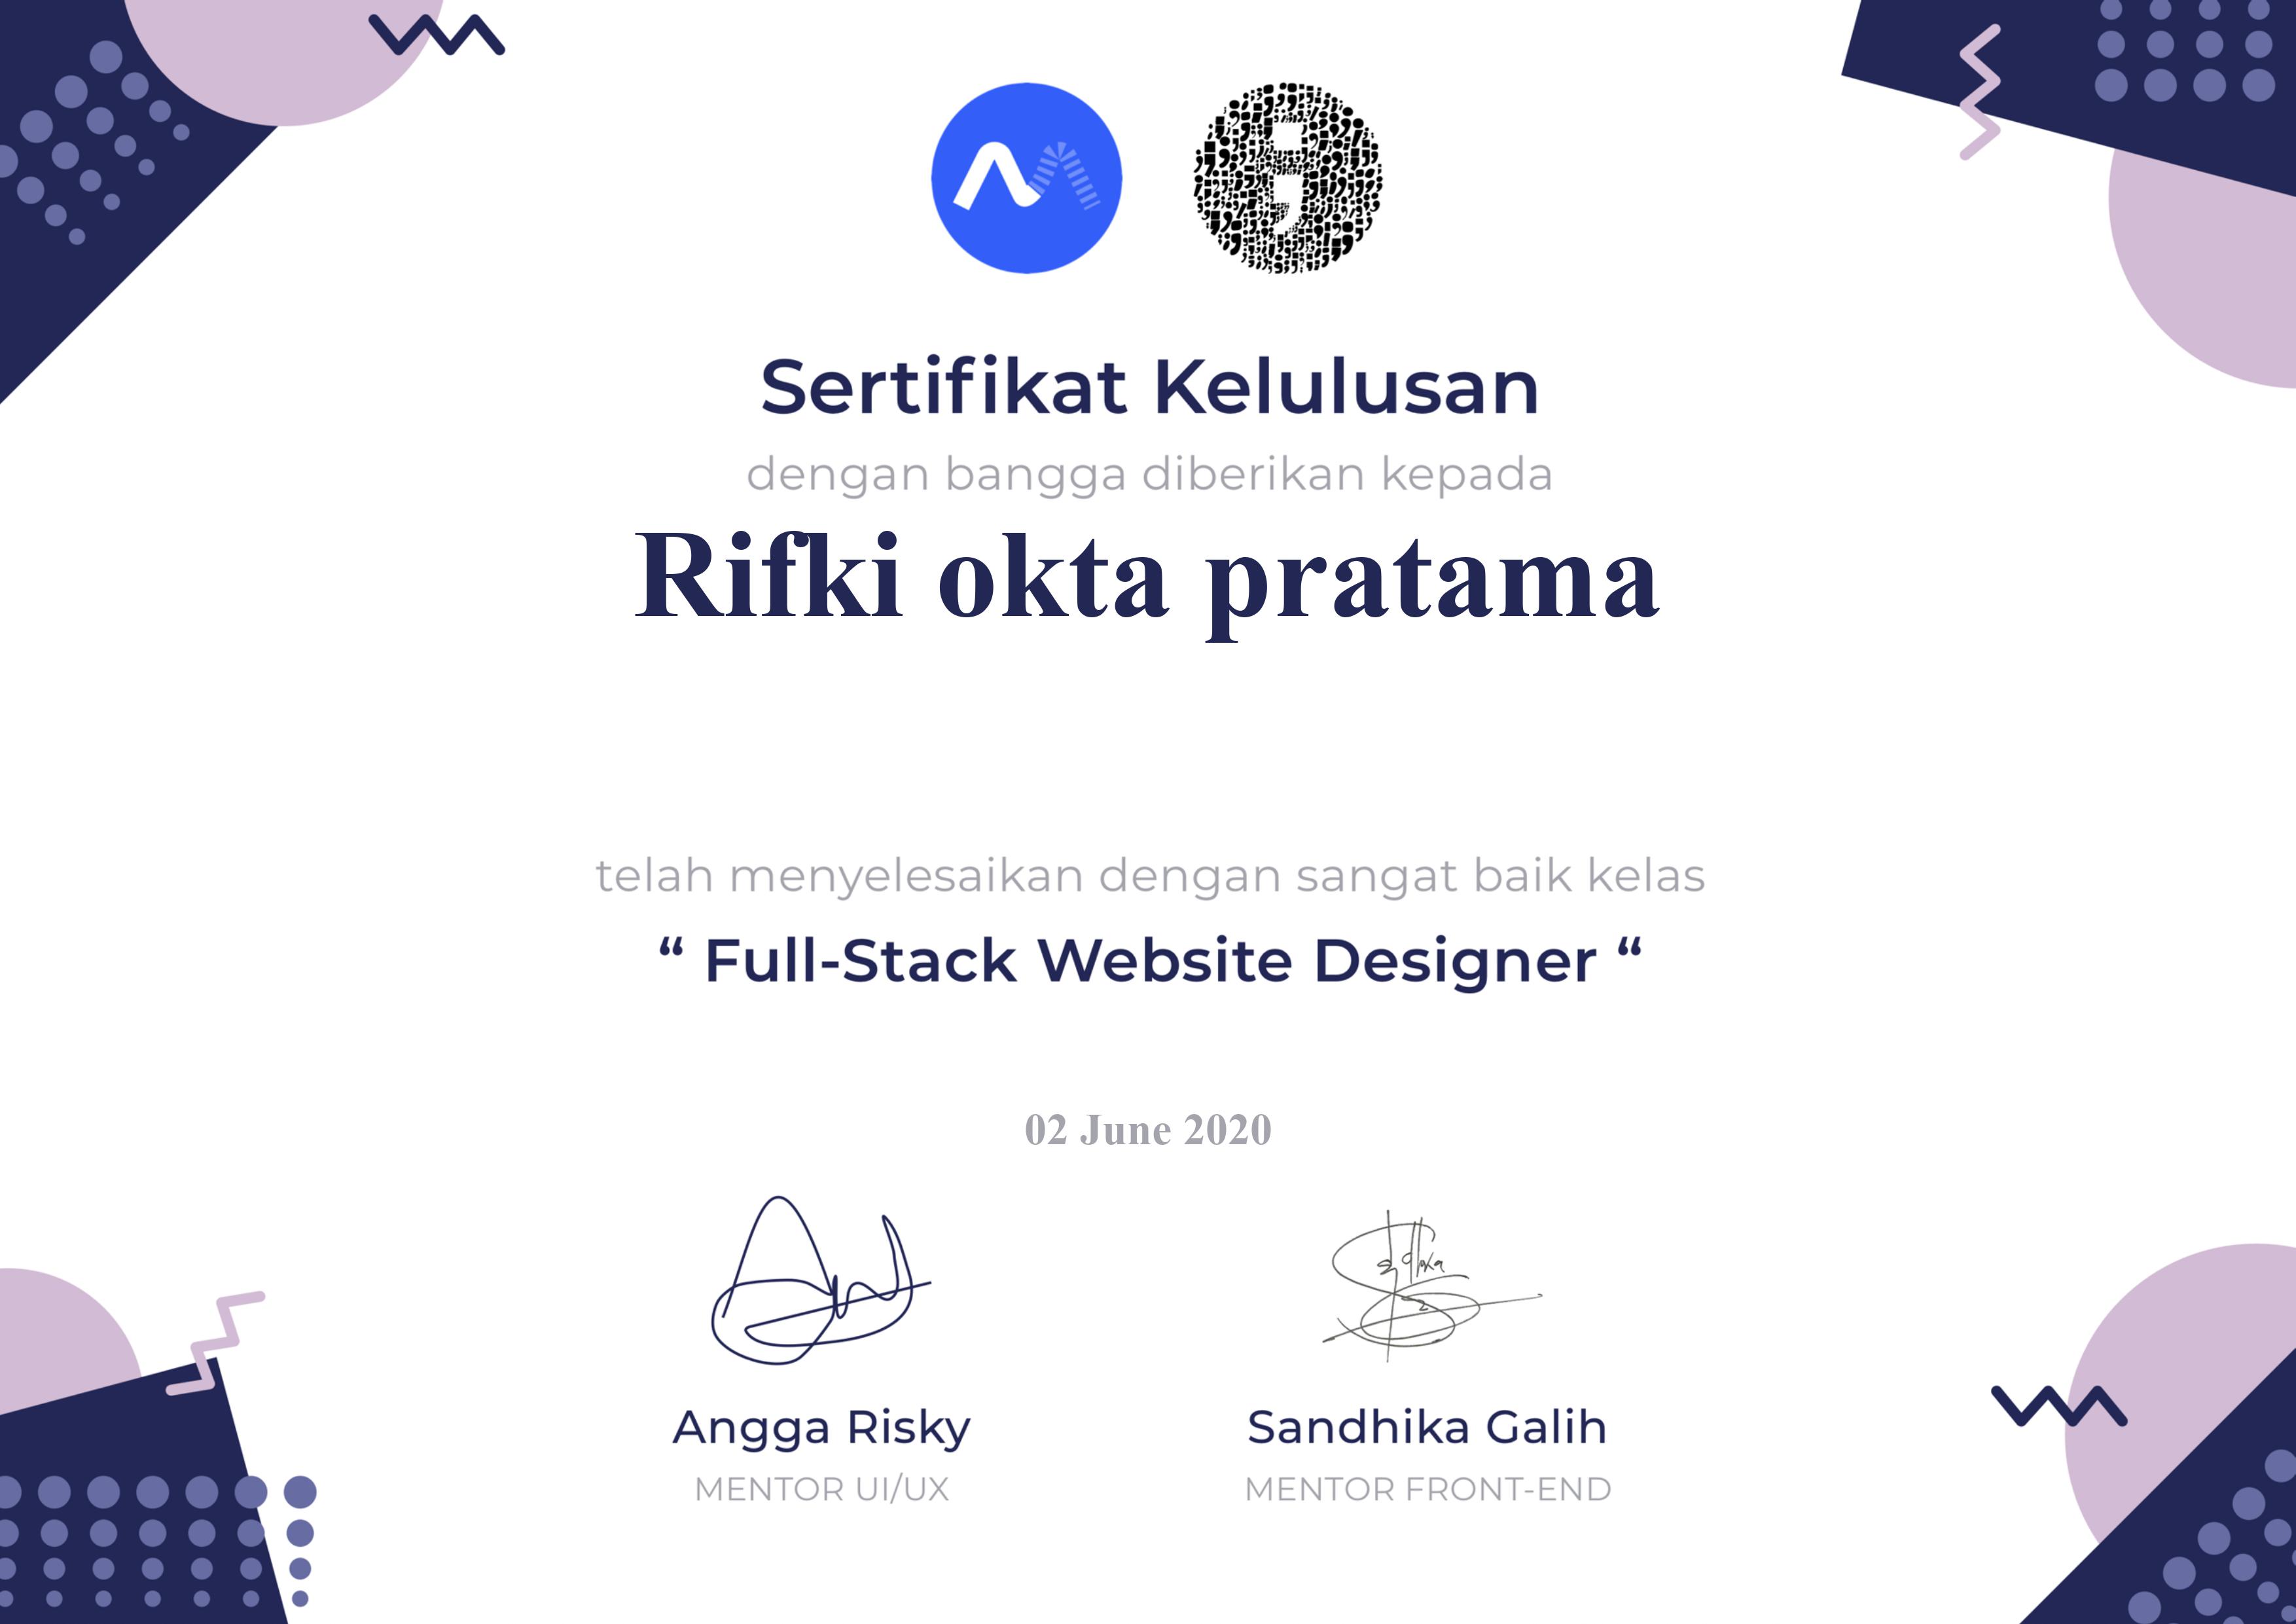 Sertifikat Kelulusan
dengan bangga diberikan kepada
Rifki okta pratama
telah menyelesaikan dengan sangat baik kelas
“ Full-Stack Website Designer “
02 June 2020
Sandhika
Angga Risky
Sandhika Galih
MENTOR UI/UX
MENTOR FRONT-END